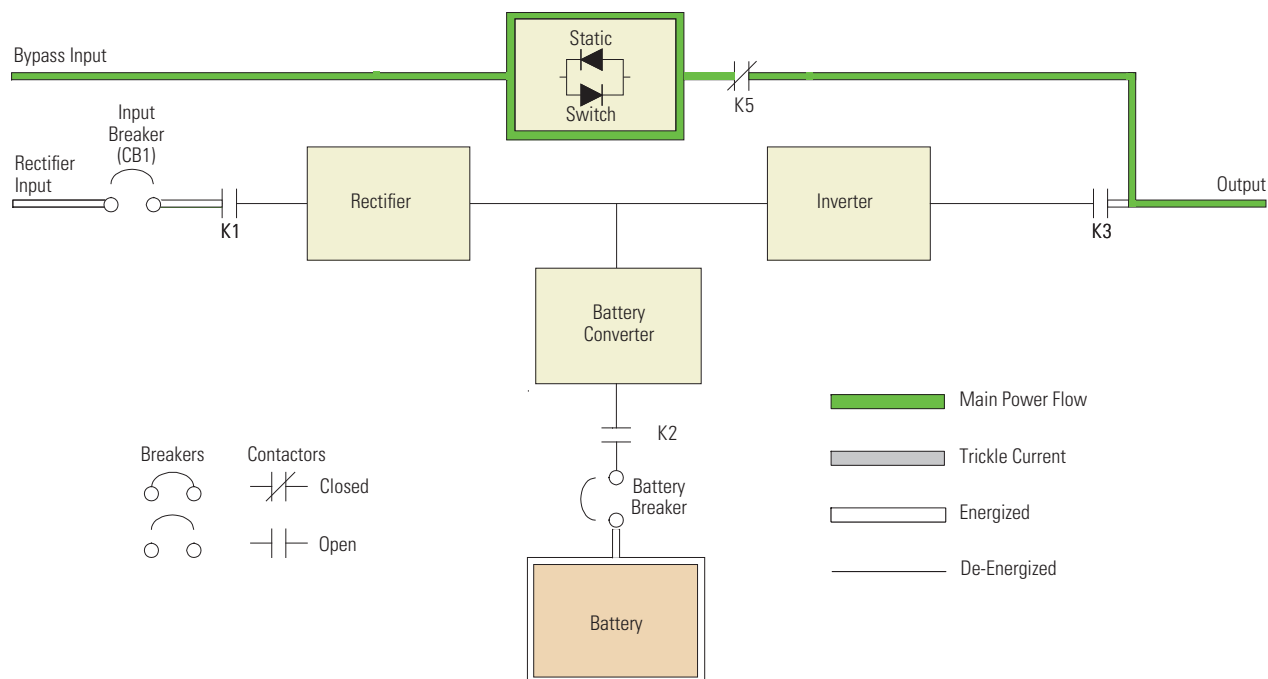 Bypass Input
Static
Switch
K5
Input
Breaker
(CB1)
Rectifier
Input
K1
Rectifier
Inverter
K3
Output
Battery
Converter
K2
Battery
Breaker
Battery
Breakers
Contactors
Closed
Open
Main Power Flow
Trickle Current
Energized
De-Energized